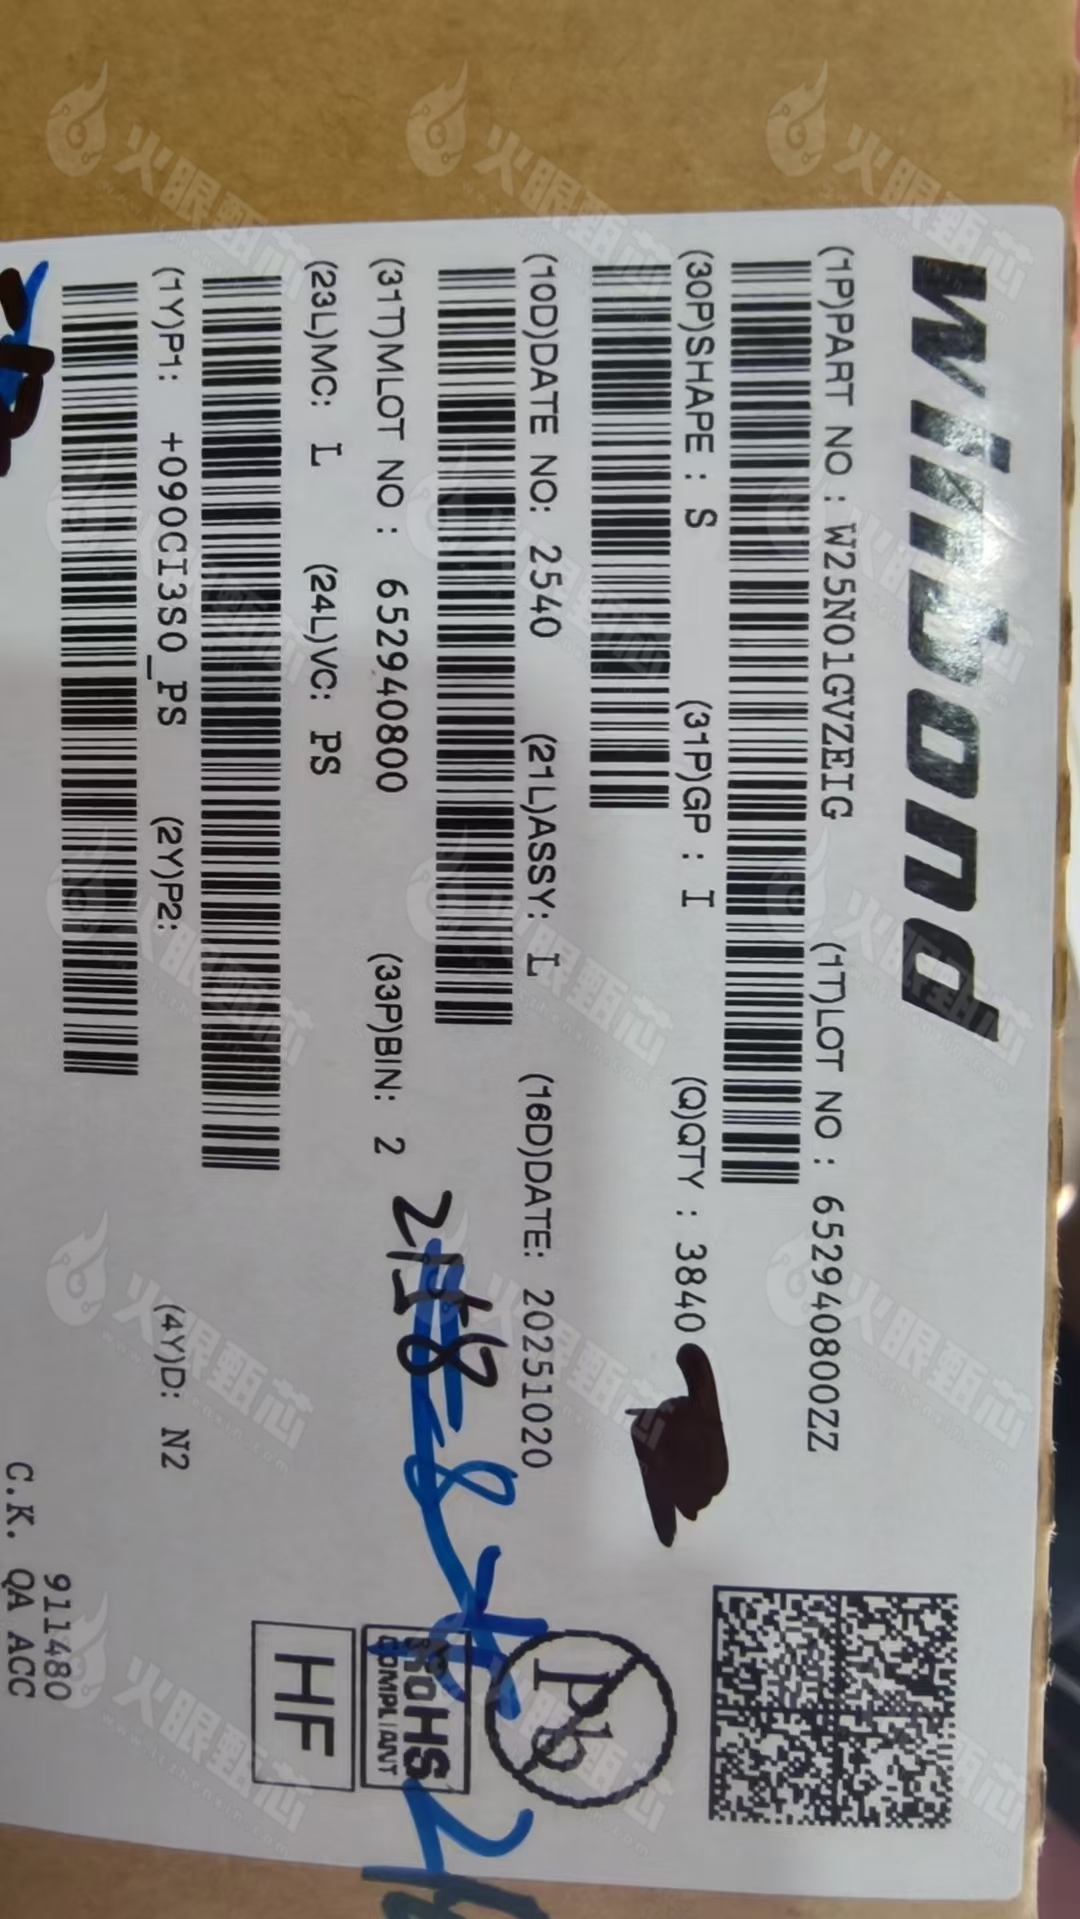 winbond
(1P)PART NO : W25N01GVZEIG (1T)LOT NO : 652940800ZZ
(30P)SHAPE : S (31P)GP : I (Q)QTY : 3840
(10D)DATE NO: 2540 (21L)ASSY: L (16D)DATE: 20251020
(31T)MLOT NO : 652940800 (33P)BIN: 2
(23L)MC: L (24L)VC: PS
(1Y)P1: +090CI3S0_PS (2Y)P2: (4Y)D: N2
Pb
RoHS
COMPLIANT
HF
911480
C.K. QA ACC
火眼甄芯